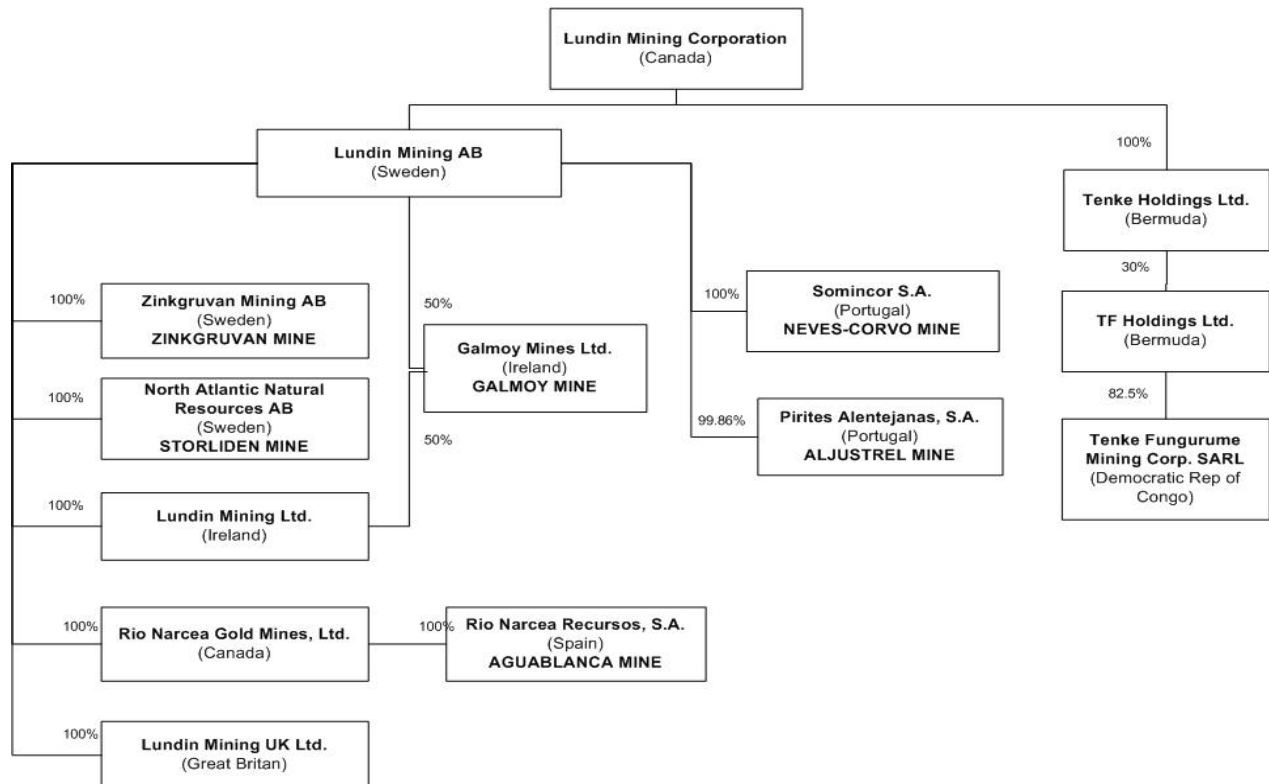 Lundin Mining Corporation
(Canada)
Lundin Mining AB
(Sweden)
100%
Tenke Holdings Ltd.
(Bermuda)
30%
TF Holdings Ltd.
(Bermuda)
82.5%
Tenke Fungurume
Mining Corp. SARL
(Democratic Rep of
Congo)
100%
Zinkgruvan Mining AB
(Sweden)
ZINKGRUVAN MINE
100%
North Atlantic Natural
Resources AB
(Sweden)
STORLIDEN MINE
100%
Lundin Mining Ltd.
(Ireland)
50%
Galmoy Mines Ltd.
(Ireland)
GALMOY MINE
50%
100%
Somincor S.A.
(Portugal)
NEVES-CORVO MINE
99.86%
Pirites Alentejanas, S.A.
(Portugal)
ALJUSTREL MINE
100%
Rio Narcea Gold Mines, Ltd.
(Canada)
100%
Rio Narcea Recursos, S.A.
(Spain)
AGUABLANCA MINE
100%
Lundin Mining UK Ltd.
(Great Britan)